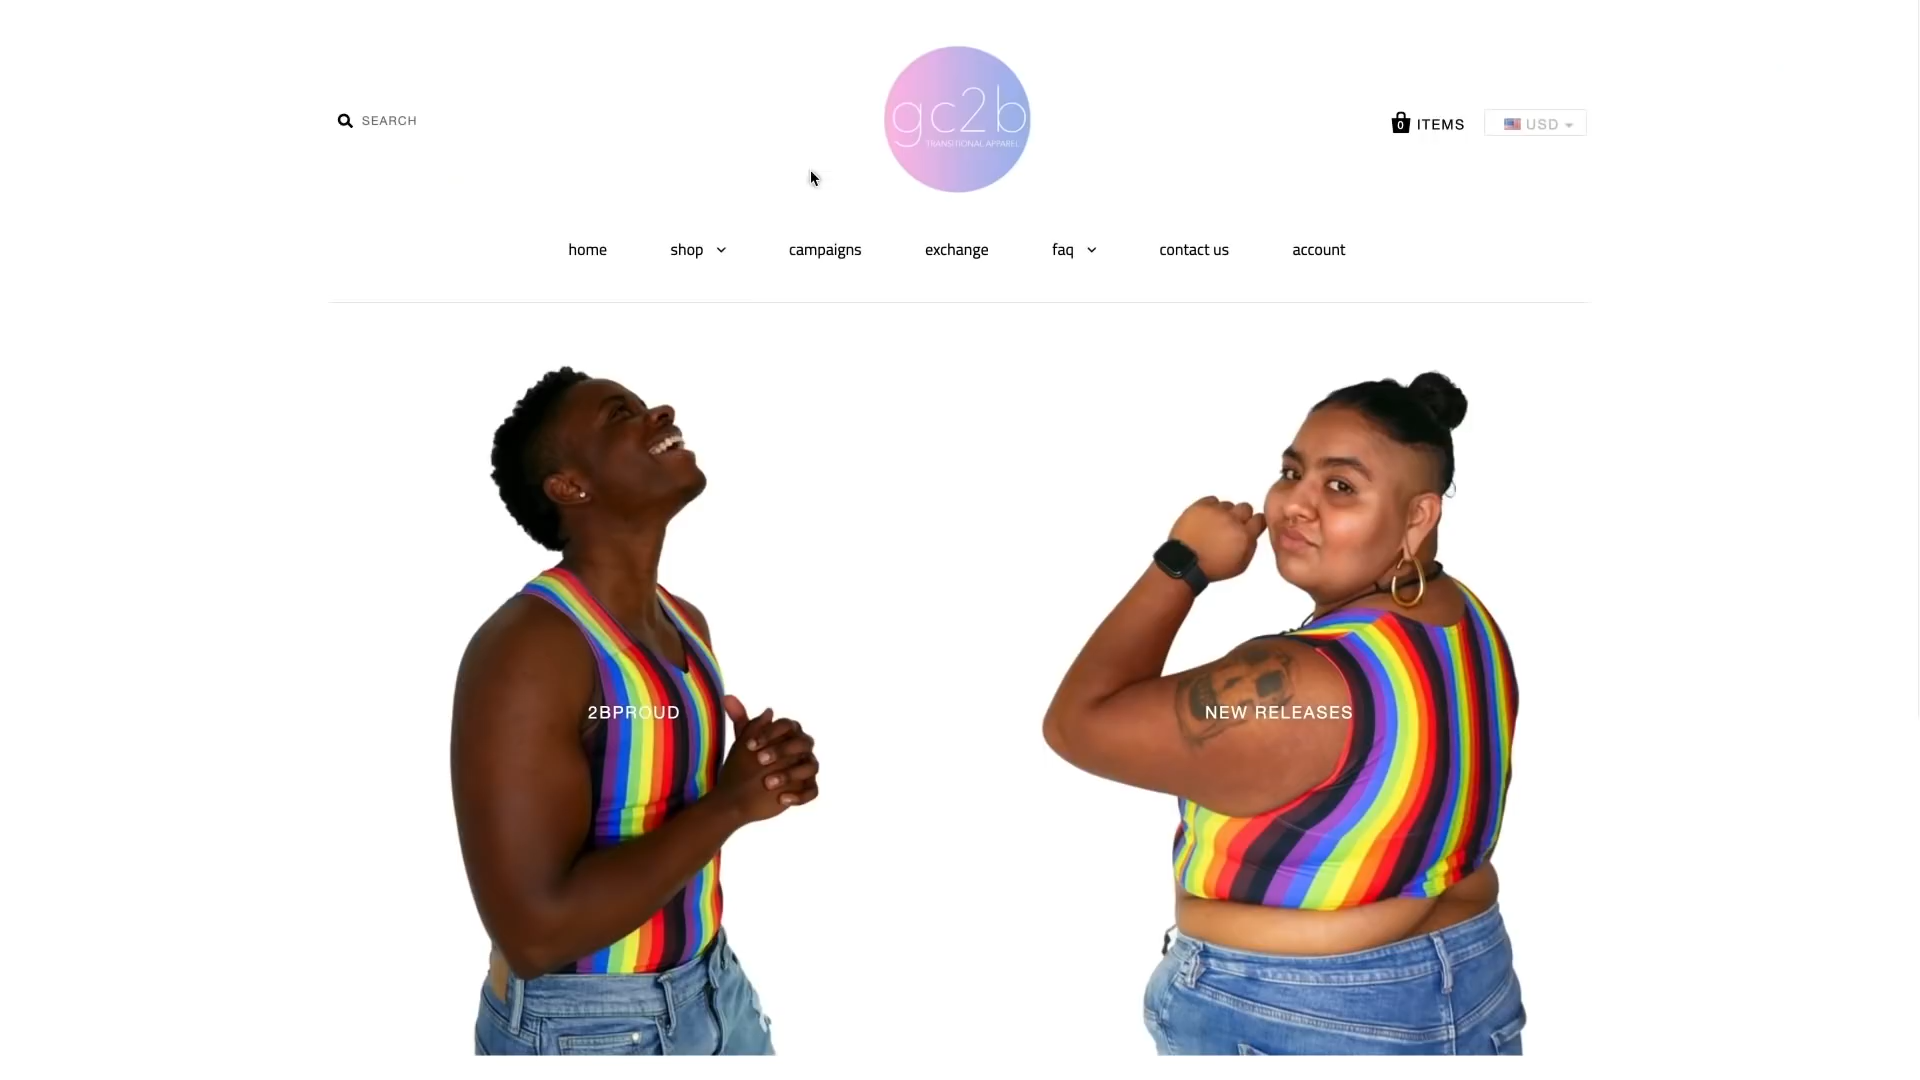 SEARCH
gc2b
TRANSITIONAL APPAREL
0 ITEMS
USD
home
shop
campaigns
exchange
faq
contact us
account
2BPROUD
NEW RELEASES